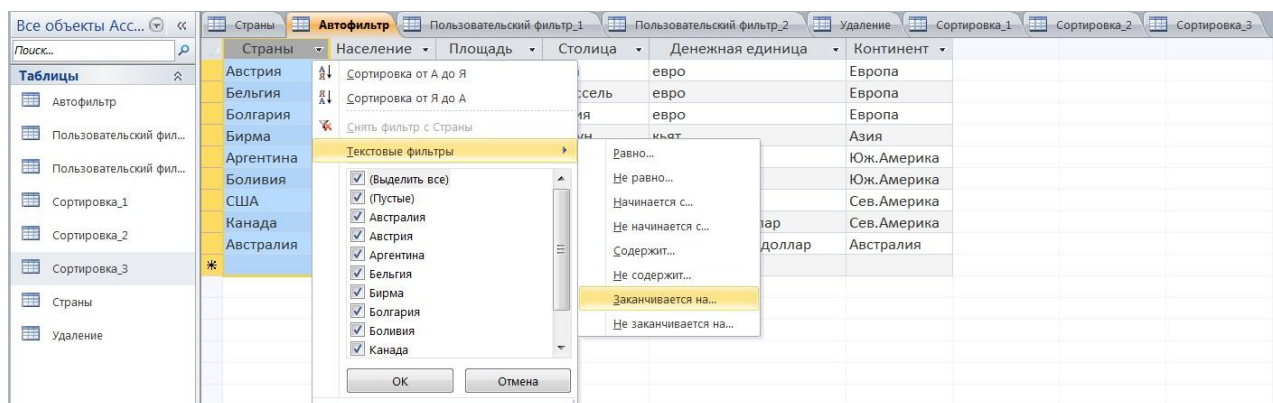 Все объекты Acc...
Страны Автофильтр Пользовательский фильтр_1 Пользовательский фильтр_2 Удаление Сортировка_1 Сортировка_2 Сортировка_3
Поиск...
Таблицы
Автофильтр
Пользовательский фил...
Пользовательский фил...
Сортировка_1
Сортировка_2
Сортировка_3
Страны
Удаление
Страны Население Площадь Столица Денежная единица Континент
Австрия евро Европа
Бельгия ссель евро Европа
Болгария ия евро Европа
Бирма ун кьят Азия
Аргентина Юж.Америка
Боливия Юж.Америка
США Сев.Америка
Канада лар Сев.Америка
Австралия доллар Австралия
Сортировка от А до Я
Сортировка от Я до А
Снять фильтр с Страны
Текстовые фильтры
(Выделить все)
(Пустые)
Австралия
Австрия
Аргентина
Бельгия
Бирма
Болгария
Боливия
Канада
ОК Отмена
Равно...
Не равно...
Начинается с...
Не начинается с...
Содержит...
Не содержит...
Заканчивается на...
Не заканчивается на...